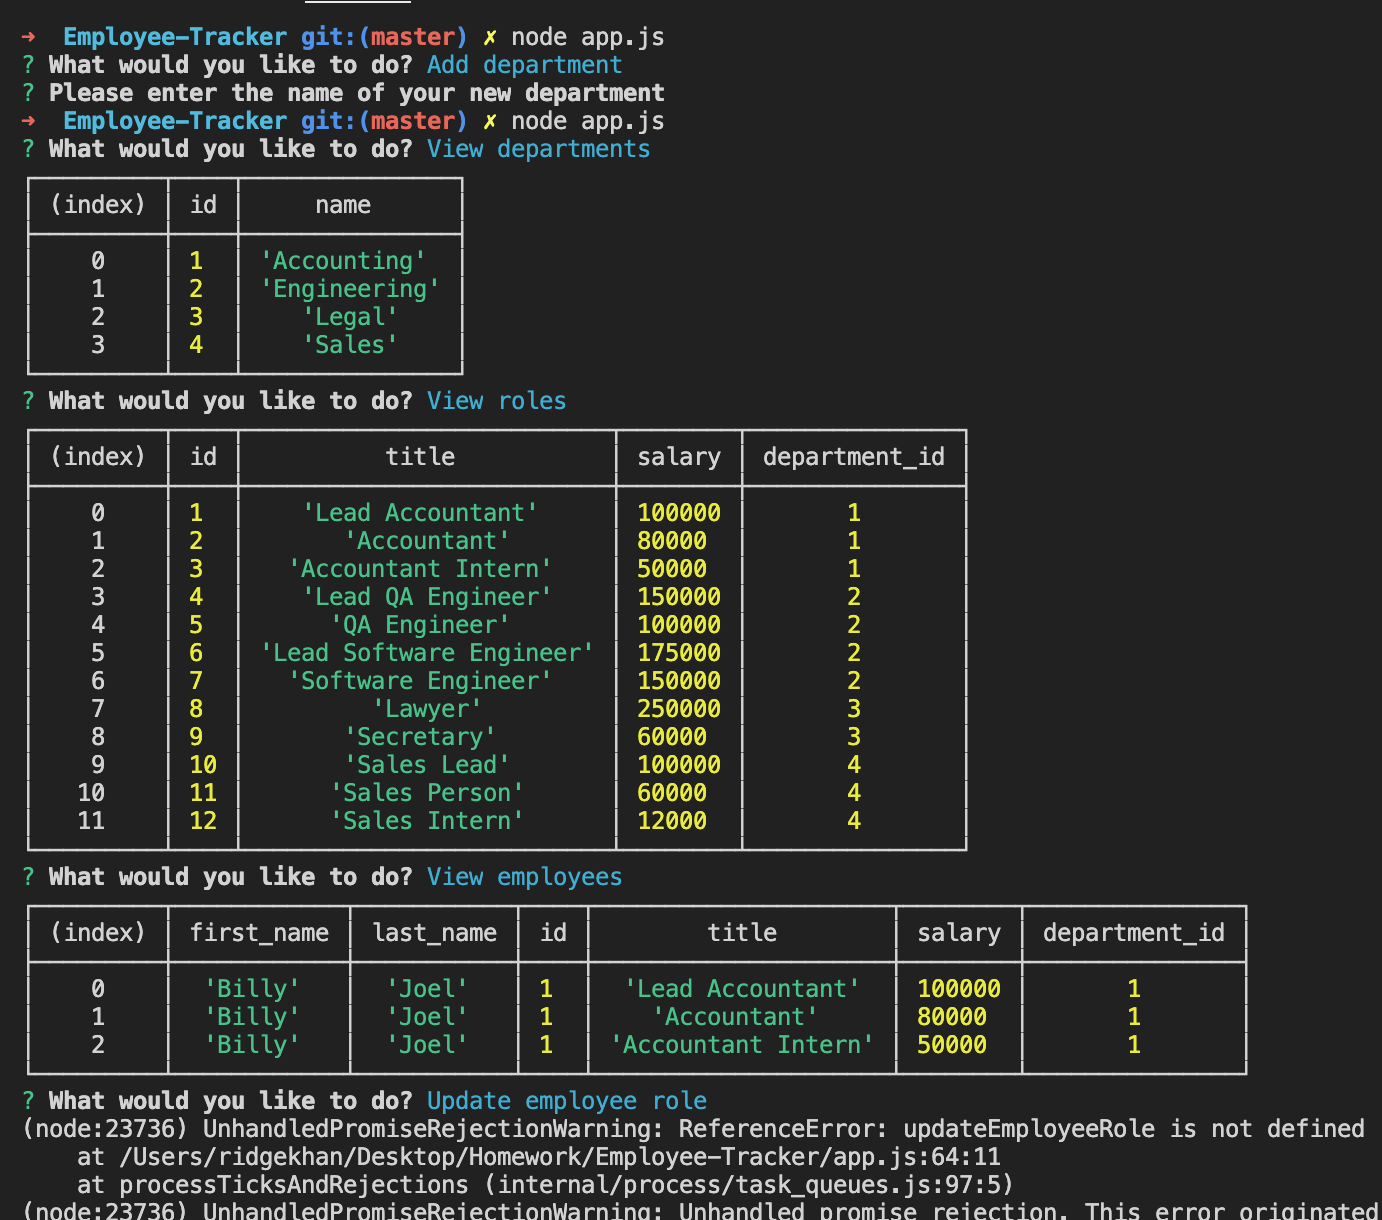 → Employee-Tracker git:(master) ✗ node app.js
? What would you like to do? Add department
? Please enter the name of your new department
→ Employee-Tracker git:(master) ✗ node app.js
? What would you like to do? View departments
(index) id name
0 1 'Accounting'
1 2 'Engineering'
2 3 'Legal'
3 4 'Sales'
? What would you like to do? View roles
(index) id title salary department_id
0 1 'Lead Accountant' 100000 1
1 2 'Accountant' 80000 1
2 3 'Accountant Intern' 50000 1
3 4 'Lead QA Engineer' 150000 2
4 5 'QA Engineer' 100000 2
5 6 'Lead Software Engineer' 175000 2
6 7 'Software Engineer' 150000 2
7 8 'Lawyer' 250000 3
8 9 'Secretary' 60000 3
9 10 'Sales Lead' 100000 4
10 11 'Sales Person' 60000 4
11 12 'Sales Intern' 12000 4
? What would you like to do? View employees
(index) first_name last_name id title salary department_id
0 'Billy' 'Joel' 1 'Lead Accountant' 100000 1
1 'Billy' 'Joel' 1 'Accountant' 80000 1
2 'Billy' 'Joel' 1 'Accountant Intern' 50000 1
? What would you like to do? Update employee role
(node:23736) UnhandledPromiseRejectionWarning: ReferenceError: updateEmployeeRole is not defined
at /Users/ridgekhan/Desktop/Homework/Employee-Tracker/app.js:64:11
at processTicksAndRejections (internal/process/task_queues.js:97:5)
(node:23736) UnhandledPromiseRejectionWarning: Unhandled promise rejection. This error originated